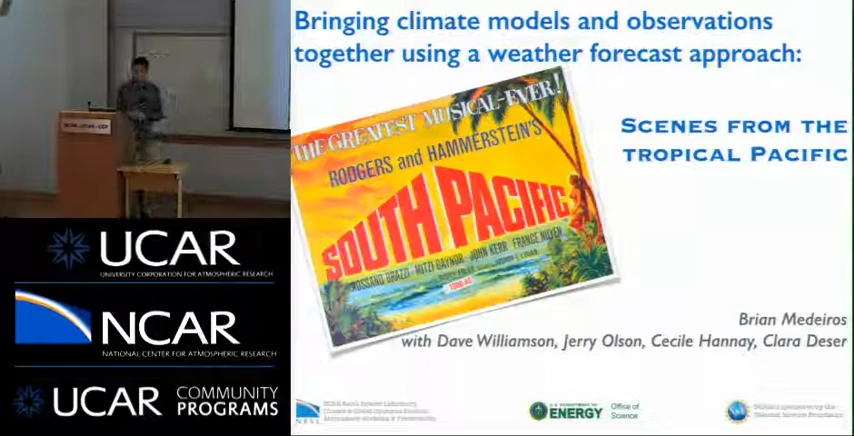 Bringing climate models and observations
together using a weather forecast approach:
THE GREATEST MUSICAL-EVER!
RODGERS and HAMMERSTEIN'S
SOUTH PACIFIC
ROSSANO BRAZZI · MITZI GAYNOR · JOHN KERR · FRANCE NUYEN
SCENES FROM THE
TROPICAL PACIFIC
Brian Medeiros
with Dave Williamson, Jerry Olson, Cecile Hannay, Clara Deser
UCAR
UNIVERSITY CORPORATION FOR ATMOSPHERIC RESEARCH
NCAR
NATIONAL CENTER FOR ATMOSPHERIC RESEARCH
UCAR COMMUNITY
PROGRAMS
ENERGY
Office of
Science